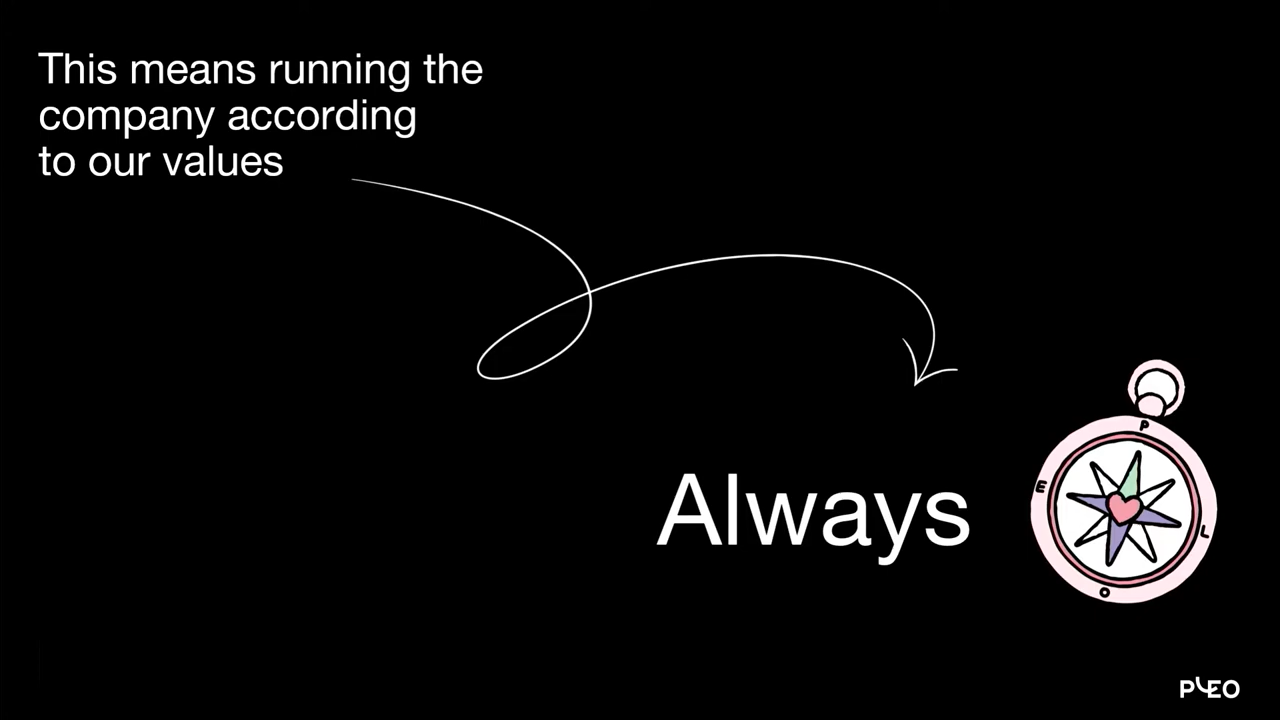 This means running the
company according
to our values
Always
P
E
L
O
PLEO